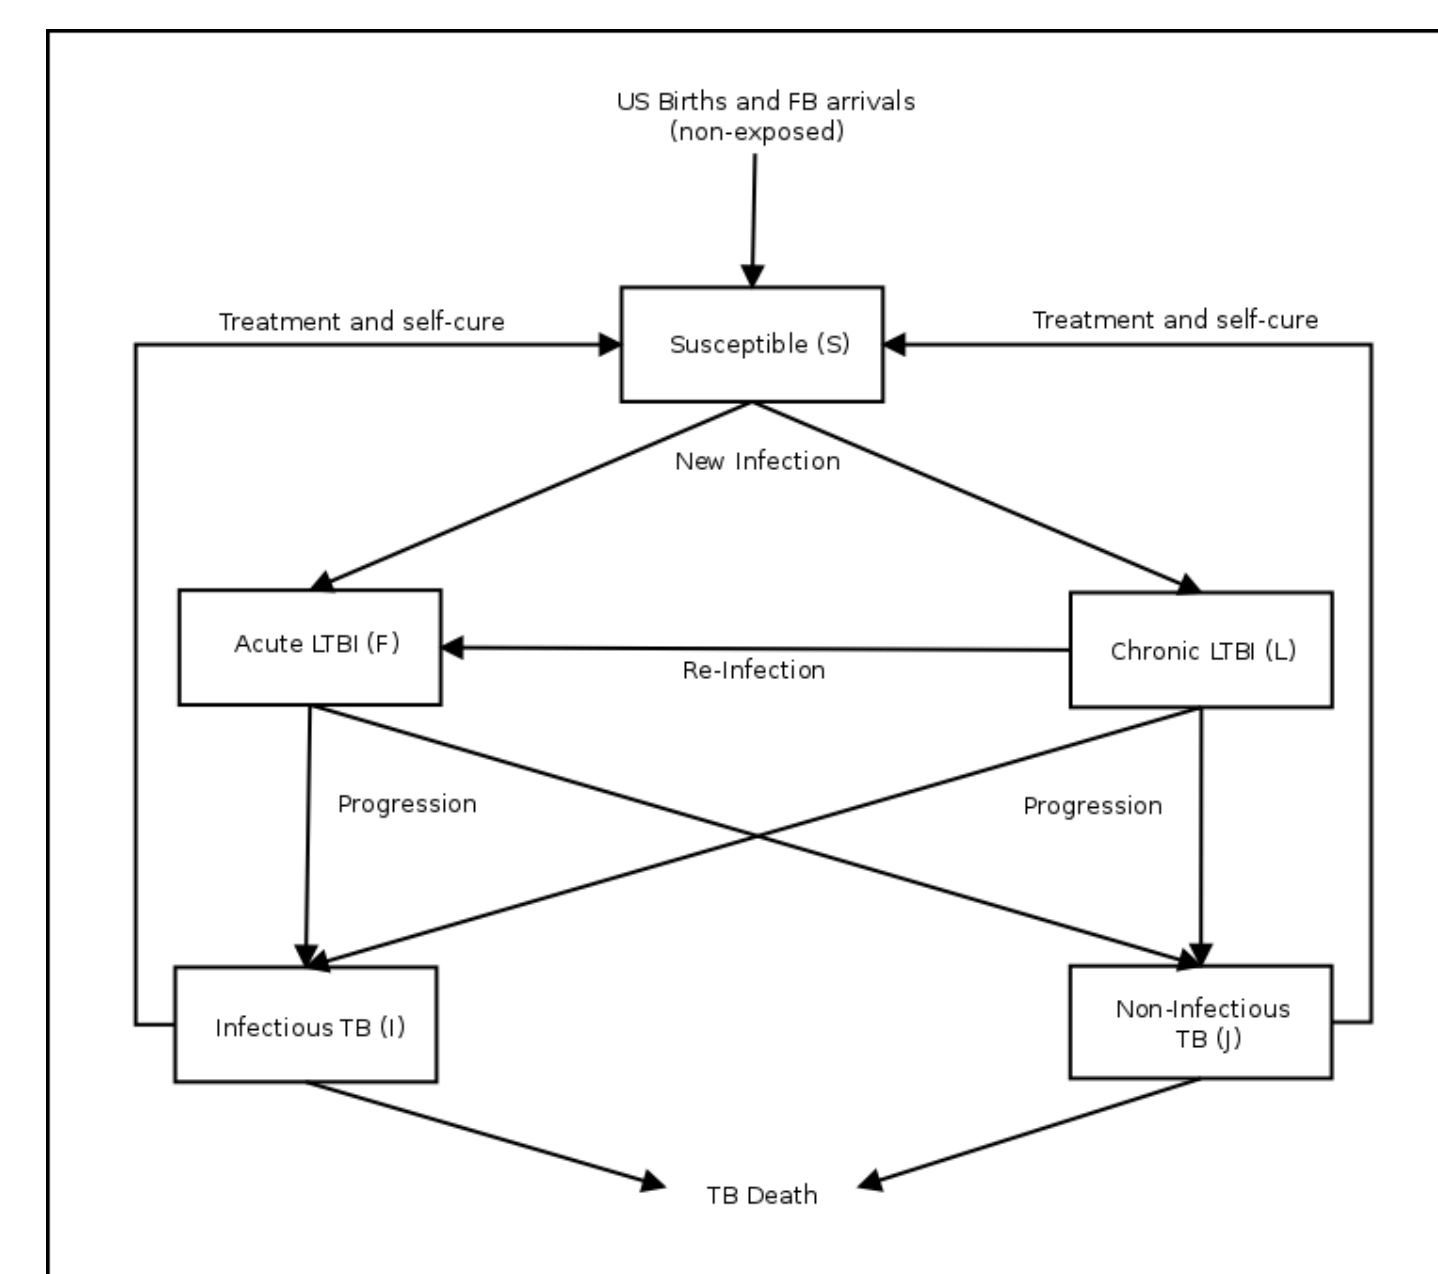 US Births and FB arrivals
(non-exposed)
Treatment and self-cure
Treatment and self-cure
Susceptible (S)
New Infection
Acute LTBI (F)
Chronic LTBI (L)
Re-Infection
Progression
Progression
Infectious TB (I)
Non-Infectious
TB (J)
TB Death